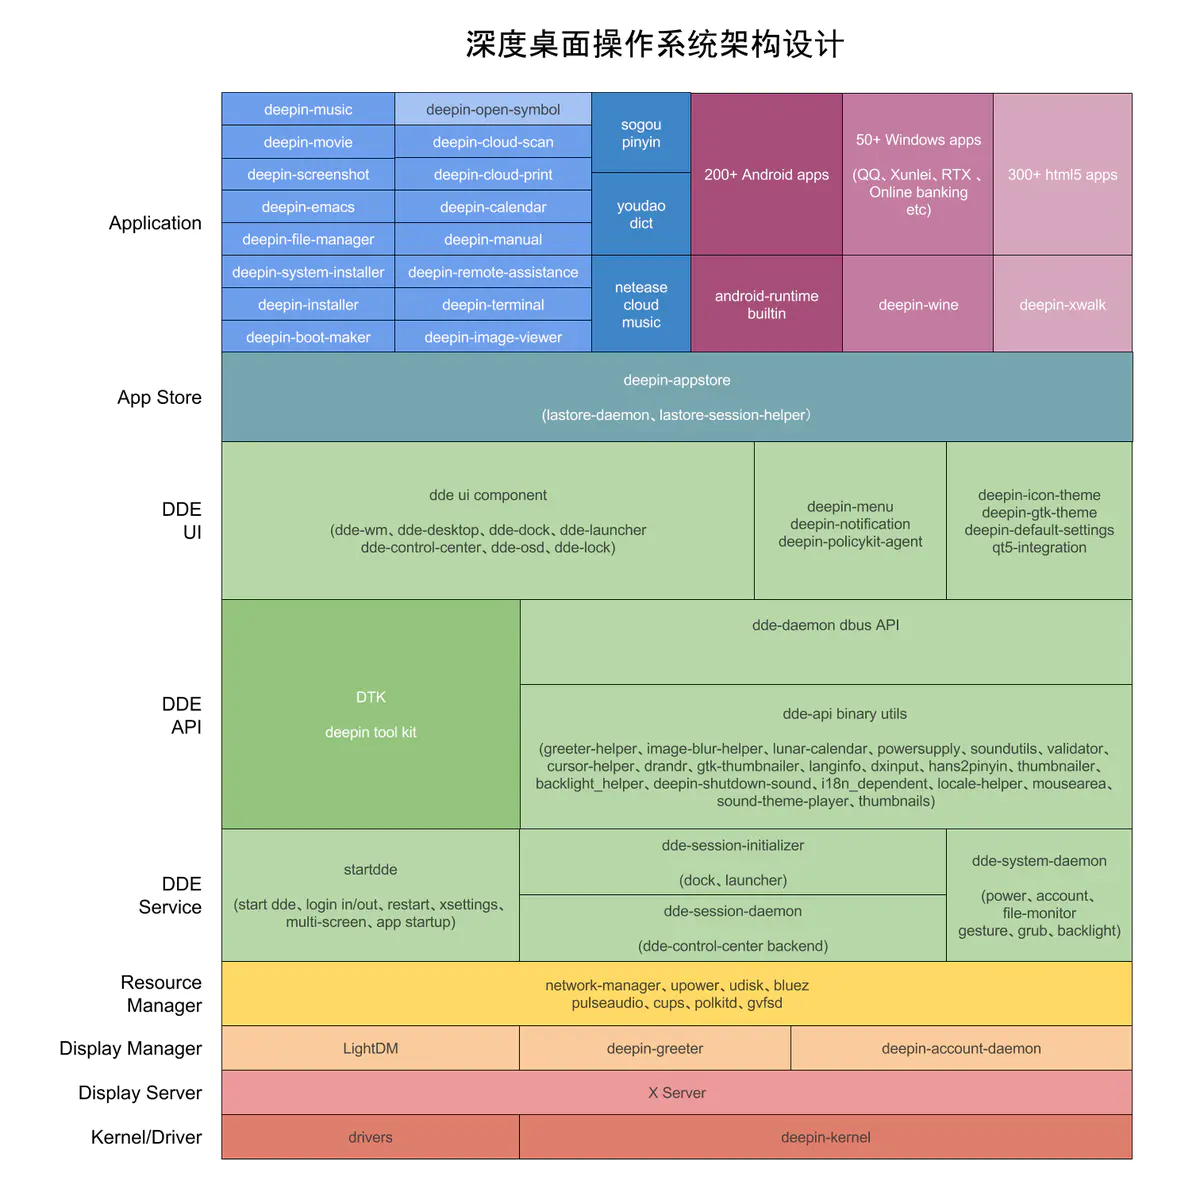 深度桌面操作系统架构设计
Application
deepin-music
deepin-movie
deepin-screenshot
deepin-emacs
deepin-file-manager
deepin-system-installer
deepin-installer
deepin-boot-maker
deepin-open-symbol
deepin-cloud-scan
deepin-cloud-print
deepin-calendar
deepin-manual
deepin-remote-assistance
deepin-terminal
deepin-image-viewer
sogou
pinyin
youdao
dict
netease
cloud
music
200+ Android apps
android-runtime
builtin
50+ Windows apps
(QQ、Xunlei、RTX 、
Online banking
etc)
deepin-wine
300+ html5 apps
deepin-xwalk
App Store
deepin-appstore
(lastore-daemon、lastore-session-helper）
DDE
UI
dde ui component
(dde-wm、dde-desktop、dde-dock、dde-launcher
dde-control-center、dde-osd、dde-lock)
deepin-menu
deepin-notification
deepin-policykit-agent
deepin-icon-theme
deepin-gtk-theme
deepin-default-settings
qt5-integration
DDE
API
DTK
deepin tool kit
dde-daemon dbus API
dde-api binary utils
(greeter-helper、image-blur-helper、lunar-calendar、powersupply、soundutils、validator、
cursor-helper、drandr、gtk-thumbnailer、langinfo、dxinput、hans2pinyin、thumbnailer、
backlight_helper、deepin-shutdown-sound、i18n_dependent、locale-helper、mousearea、
sound-theme-player、thumbnails)
DDE
Service
startdde
(start dde、login in/out、restart、xsettings、
multi-screen、app startup)
dde-session-initializer
(dock、launcher)
dde-session-daemon
(dde-control-center backend)
dde-system-daemon
(power、account、
file-monitor
gesture、grub、backlight)
Resource
Manager
network-manager、upower、udisk、bluez
pulseaudio、cups、polkitd、gvfsd
Display Manager
LightDM
deepin-greeter
deepin-account-daemon
Display Server
X Server
Kernel/Driver
drivers
deepin-kernel